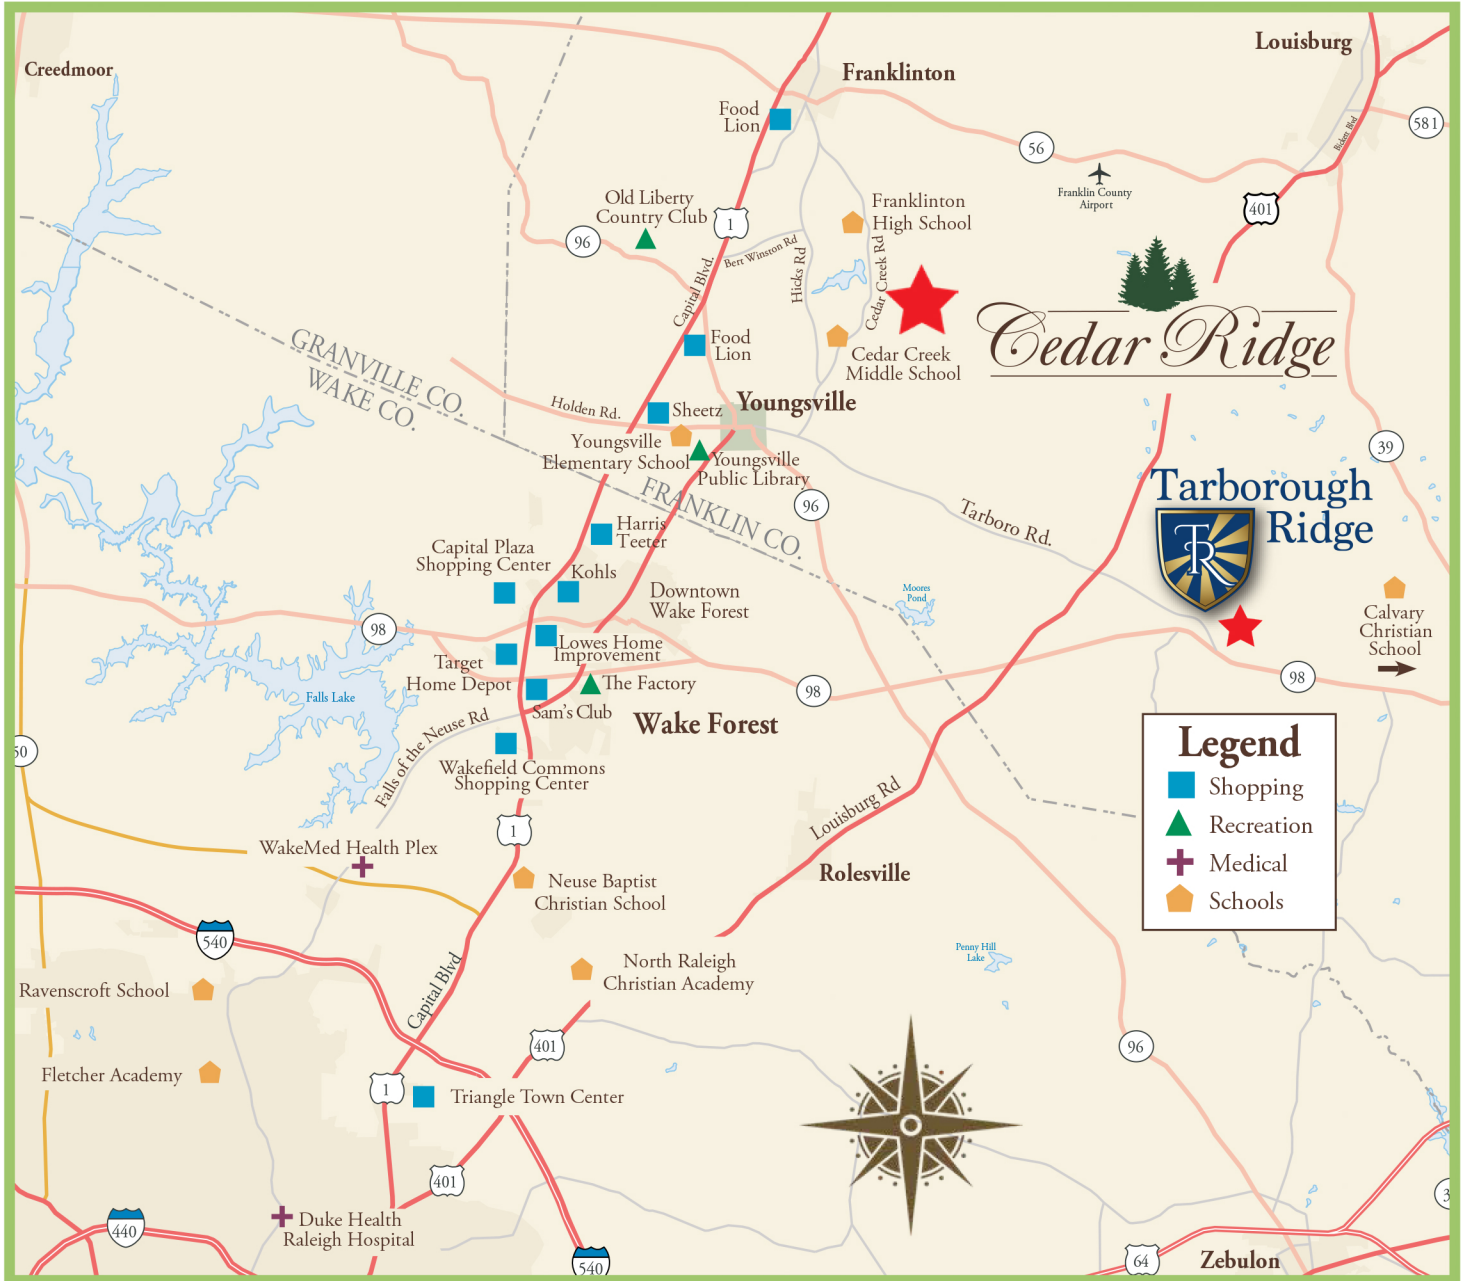 Louisburg
Creedmoor
Franklinton
Food
Lion
581
Bickett Blvd
56
Franklin County
Airport
Old Liberty
Country Club
Franklinton
High School
401
1
96
Bert Winston Rd
Hicks Rd
Cedar Creek Rd
Capital Blvd.
Cedar Ridge
Food
Lion
Cedar Creek
Middle School
GRANVILLE CO.
WAKE CO.
Holden Rd.
Sheetz
Youngsville
39
Youngsville
Elementary School
Youngsville
Public Library
FRANKLIN CO.
96
Tarboro Rd.
Tarborough
Ridge
TR
Harris
Teeter
Capital Plaza
Shopping Center
Kohls
Downtown
Wake Forest
Moores
Pond
Calvary
Christian
School
98
Lowes Home
Improvement
Target
Home Depot
The Factory
98
98
Falls Lake
Sam's Club
Wake Forest
Falls of the Neuse Rd
50
Wakefield Commons
Shopping Center
Legend
Shopping
Recreation
Medical
Schools
Louisburg Rd
1
WakeMed Health Plex
Rolesville
Neuse Baptist
Christian School
540
Capital Blvd
Penny Hill
Lake
North Raleigh
Christian Academy
Ravenscroft School
401
96
Fletcher Academy
1
Triangle Town Center
401
3
440
Duke Health
Raleigh Hospital
540
64
Zebulon